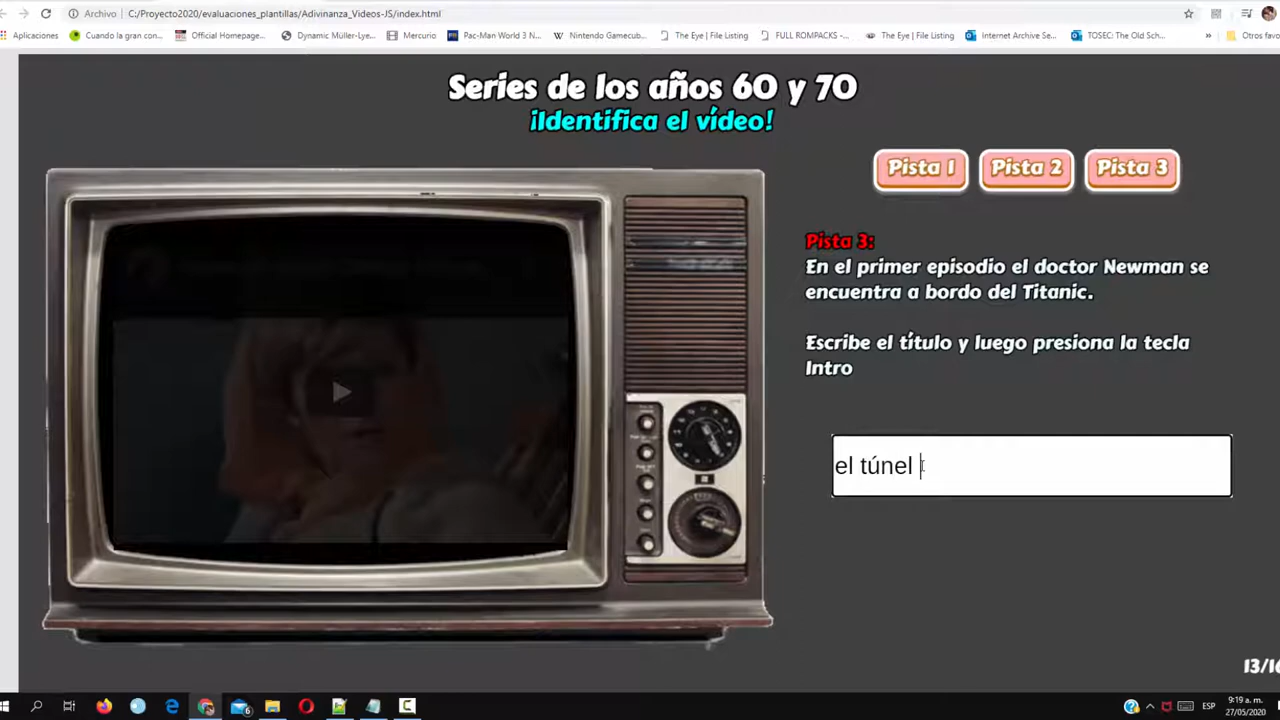 Archivo
C:/Proyecto2020/evaluaciones_plantillas/Adivinanza_Videos-JS/index.html
Aplicaciones
Cuando la gran con...
Official Homepage...
Dynamic Müller-Lye...
Mercurio
Pac-Man World 3 N...
Nintendo Gamecub...
The Eye | File Listing
FULL ROMPACKS -...
The Eye | File Listing
Internet Archive Se...
TOSEC: The Old Sch...
»
Otros favo
Series de los años 60 y 70
¡Identifica el vídeo!
Pista 1
Pista 2
Pista 3
Pista 3:
En el primer episodio el doctor Newman se
encuentra a bordo del Titanic.
Escribe el título y luego presiona la tecla
Intro
el túnel
13/16
ESP
9:19 a. m.
27/05/2020